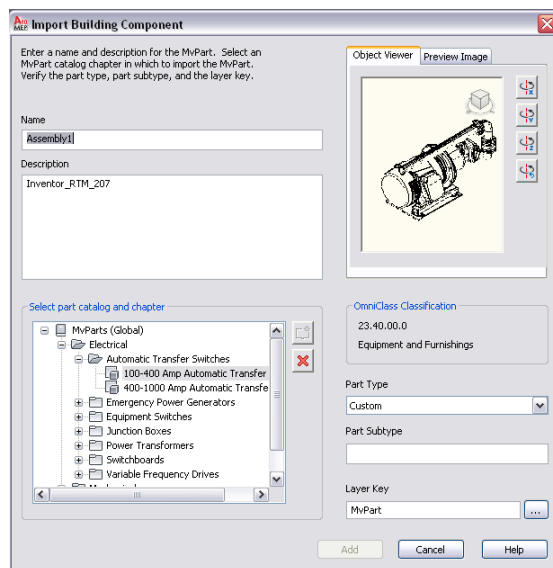 Import Building Component
Enter a name and description for the MvPart. Select an
MvPart catalog chapter in which to import the MvPart.
Verify the part type, part subtype, and the layer key.
Name
Assembly1
Description
Inventor_RTM_207
Object Viewer
Preview Image
X
Y
Z
Select part catalog and chapter
MvParts (Global)
Electrical
Automatic Transfer Switches
100-400 Amp Automatic Transfer
400-1000 Amp Automatic Transfe
Emergency Power Generators
Equipment Switches
Junction Boxes
Power Transformers
Switchboards
Variable Frequency Drives
OmniClass Classification
23.40.00.0
Equipment and Furnishings
Part Type
Custom
Part Subtype
Layer Key
MvPart
...
Add
Cancel
Help